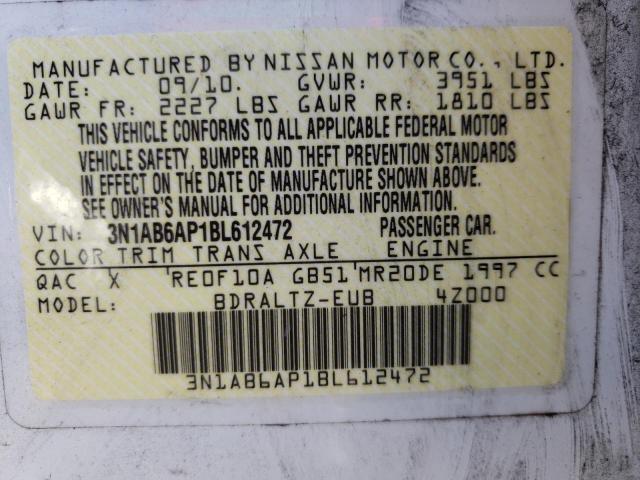 MANUFACTURED BY NISSAN MOTOR CO., LTD.
DATE: 09/10. GVWR: 3951 LBS
GAWR FR: 2227 LBS GAWR RR: 1810 LBS
THIS VEHICLE CONFORMS TO ALL APPLICABLE FEDERAL MOTOR
VEHICLE SAFETY, BUMPER AND THEFT PREVENTION STANDARDS
IN EFFECT ON THE DATE OF MANUFACTURE SHOWN ABOVE.
SEE OWNER'S MANUAL FOR ADDITIONAL INFORMATION.
VIN: 3N1AB6AP1BL612472 PASSENGER CAR.
COLOR TRIM TRANS AXLE ENGINE
QAC X RE0F10A GB51 MR20DE 1997 CC
MODEL: BDRALTZ-EUB 4Z000
3N1AB6AP1BL612472